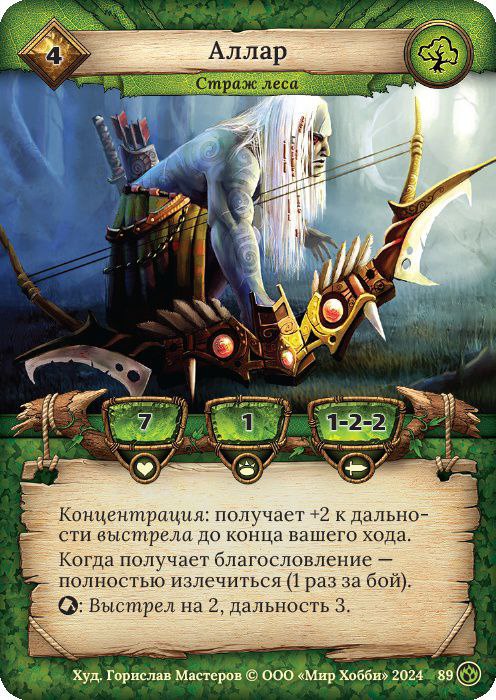 4
Аллар
Страж леса
7
1
1-2-2
Концентрация: получает +2 к дально-
сти выстрела до конца вашего хода.
Когда получает благословление —
полностью излечиться (1 раз за бой).
: Выстрел на 2, дальность 3.
Худ. Горислав Мастеров © ООО «Мир Хобби» 2024 89